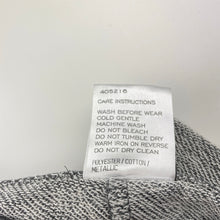 405216
CARE INSTRUCTIONS
WASH BEFORE WEAR
COLD GENTLE
MACHINE WASH
DO NOT BLEACH
DO NOT TUMBLE DRY
WARM IRON ON REVERSE
DO NOT DRY CLEAN
POLYESTER / COTTON /
METALLIC